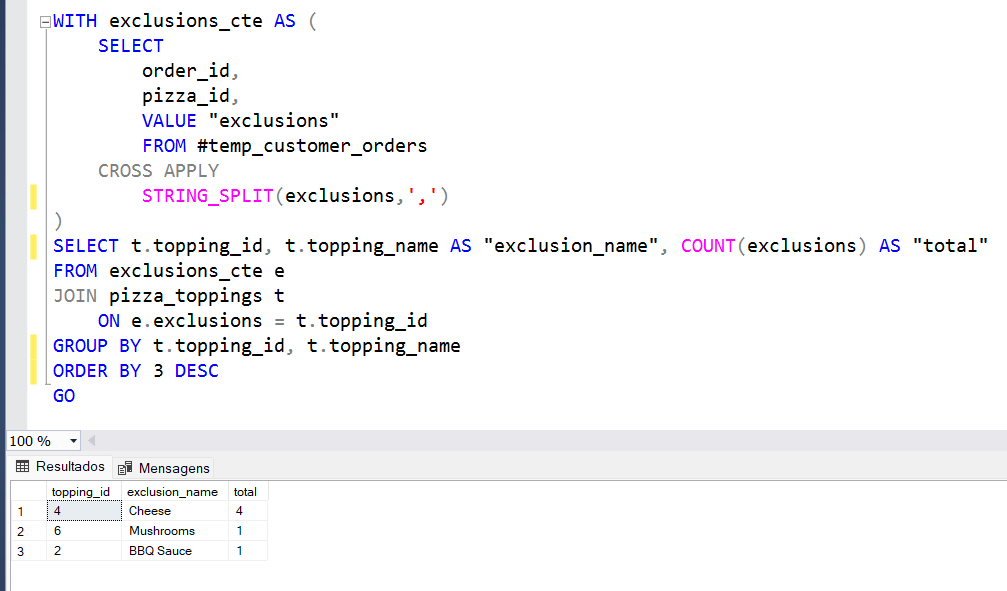 WITH exclusions_cte AS (
SELECT
order_id,
pizza_id,
VALUE "exclusions"
FROM #temp_customer_orders
CROSS APPLY
STRING_SPLIT(exclusions,',')
)
SELECT t.topping_id, t.topping_name AS "exclusion_name", COUNT(exclusions) AS "total"
FROM exclusions_cte e
JOIN pizza_toppings t
ON e.exclusions = t.topping_id
GROUP BY t.topping_id, t.topping_name
ORDER BY 3 DESC
GO
100 %
Resultados Mensagens
topping_id exclusion_name total
1 4 Cheese 4
2 6 Mushrooms 1
3 2 BBQ Sauce 1